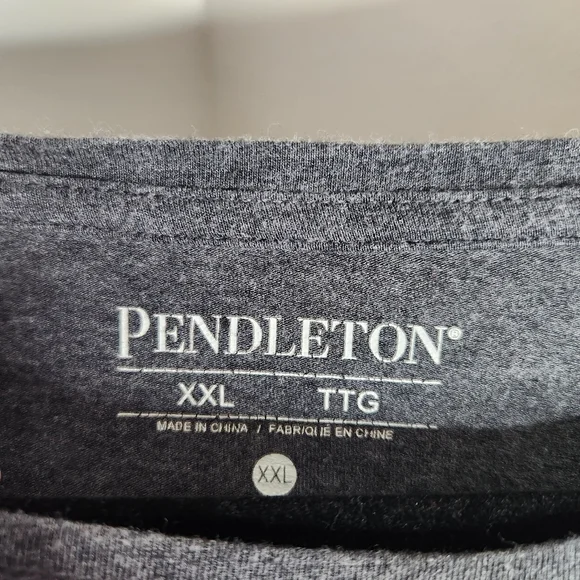 PENDLETON®
XXL TTG
MADE IN CHINA / FABRIQUE EN CHINE
XXL